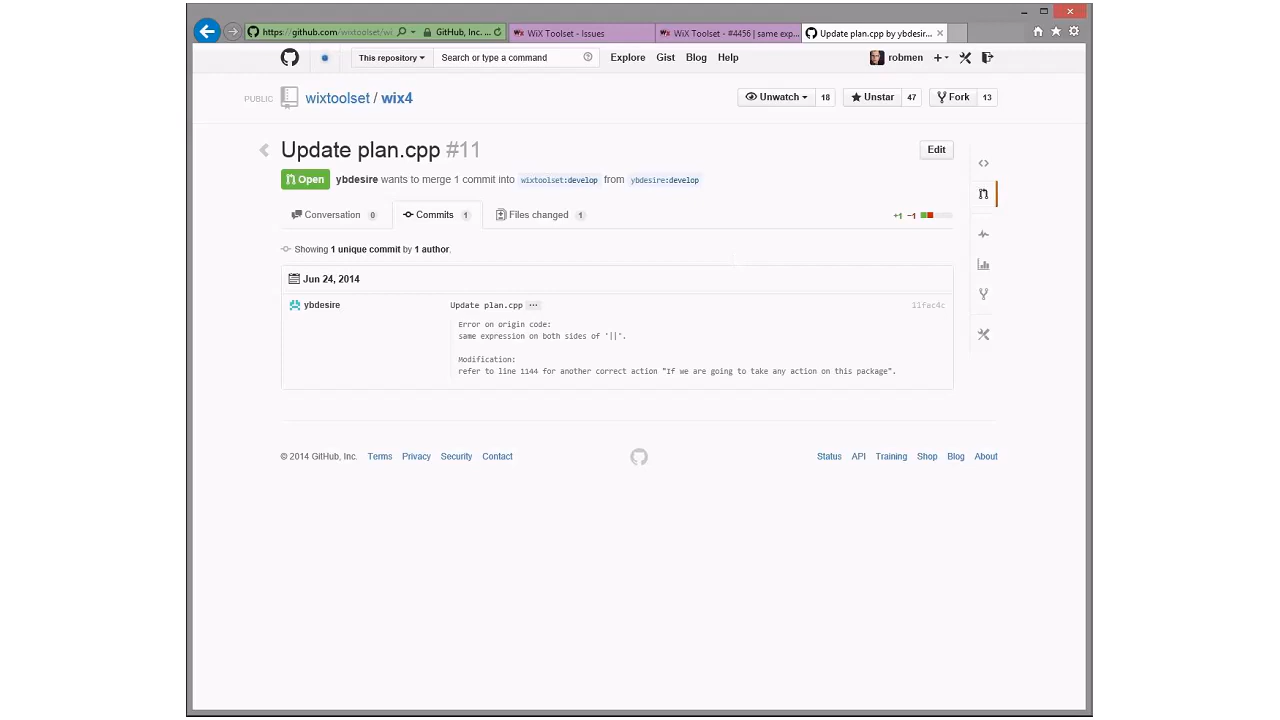 https://github.com/wixtoolset/wi
GitHub, Inc. ...
WiX Toolset - Issues
WiX Toolset - #4456 | same exp...
Update plan.cpp by ybdesir...
This repository
Search or type a command
Explore
Gist
Blog
Help
robmen
PUBLIC
wixtoolset / wix4
Unwatch
18
Unstar
47
Fork
13
Update plan.cpp #11
Edit
Open
ybdesire wants to merge 1 commit into wixtoolset:develop from ybdesire:develop
Conversation 0
Commits 1
Files changed 1
+1 −1
Showing 1 unique commit by 1 author.
Jun 24, 2014
ybdesire
Update plan.cpp ...
11fac4c
Error on origin code:
same expression on both sides of '||'.
Modification:
refer to line 1144 for another correct action "If we are going to take any action on this package".
© 2014 GitHub, Inc.
Terms
Privacy
Security
Contact
Status
API
Training
Shop
Blog
About